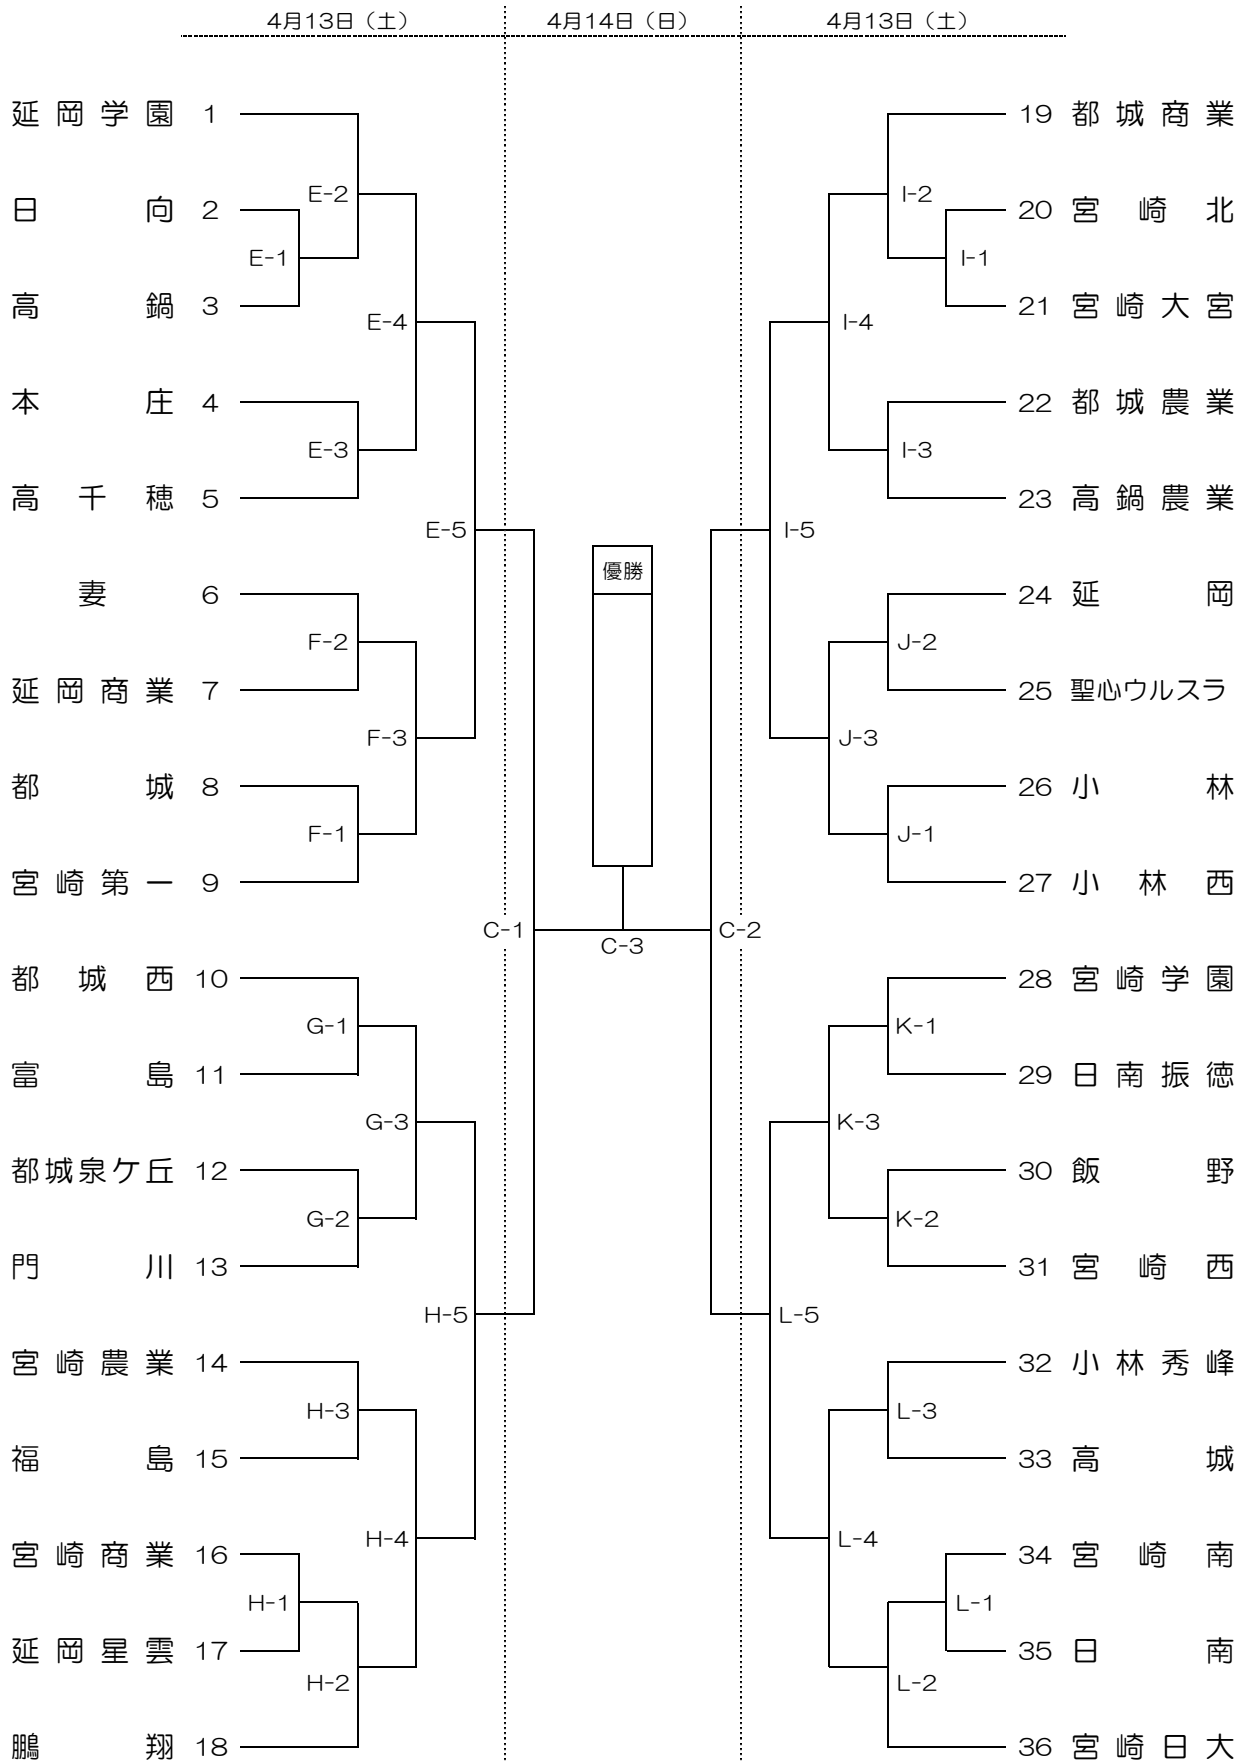 4月13日（土） 4月14日（日） 4月13日（土）
延岡学園 1 19 都城商業
E-2 I-2
日向 2 20 宮崎北
E-1 I-1
高鍋 3 21 宮崎大宮
E-4 I-4
本庄 4 22 都城農業
E-3 I-3
高千穂 5 23 高鍋農業
E-5 I-5
優勝
妻 6 24 延岡
F-2 J-2
延岡商業 7 25 聖心ウルスラ
F-3 J-3
都城 8 26 小林
F-1 J-1
宮崎第一 9 27 小林西
C-1 C-2
C-3
都城西 10 28 宮崎学園
G-1 K-1
富島 11 29 日南振徳
G-3 K-3
都城泉ケ丘 12 30 飯野
G-2 K-2
門川 13 31 宮崎西
H-5 L-5
宮崎農業 14 32 小林秀峰
H-3 L-3
福島 15 33 高城
H-4 L-4
宮崎商業 16 34 宮崎南
H-1 L-1
延岡星雲 17 35 日南
H-2 L-2
鵬翔 18 36 宮崎日大